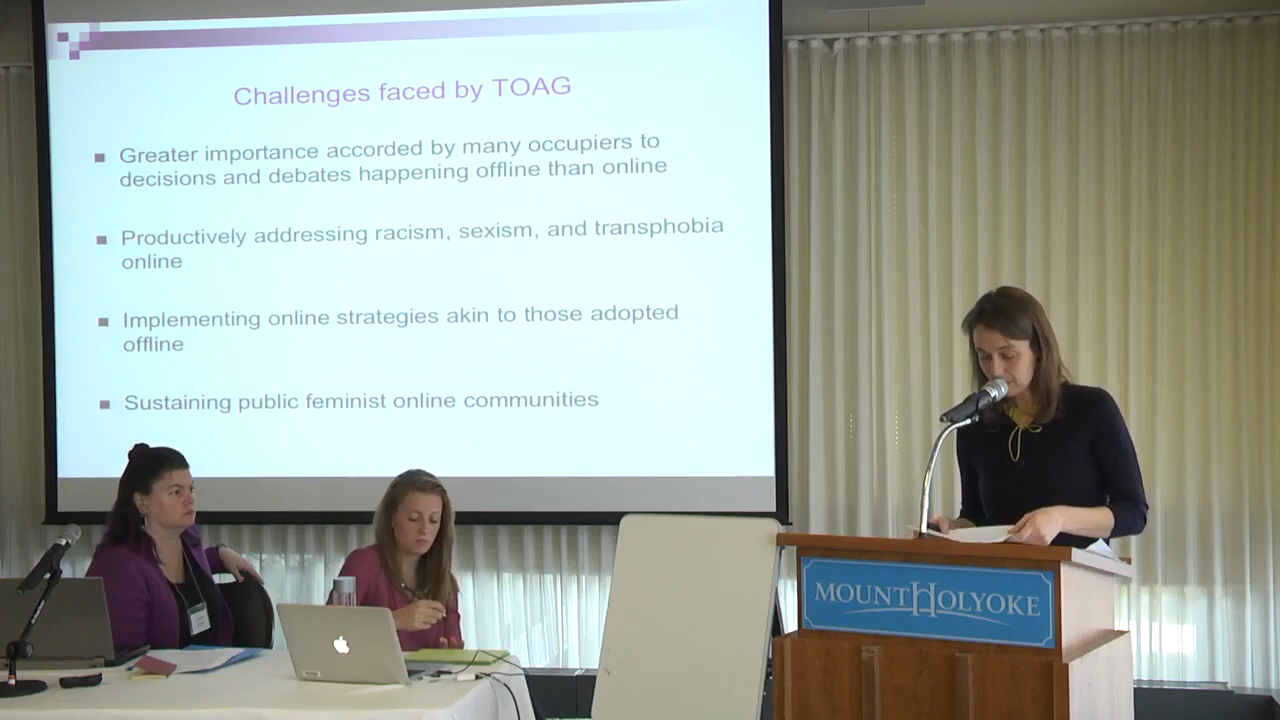 Challenges faced by TOAG
Greater importance accorded by many occupiers to
decisions and debates happening offline than online
Productively addressing racism, sexism, and transphobia
online
Implementing online strategies akin to those adopted
offline
Sustaining public feminist online communities
MOUNT HOLYOKE